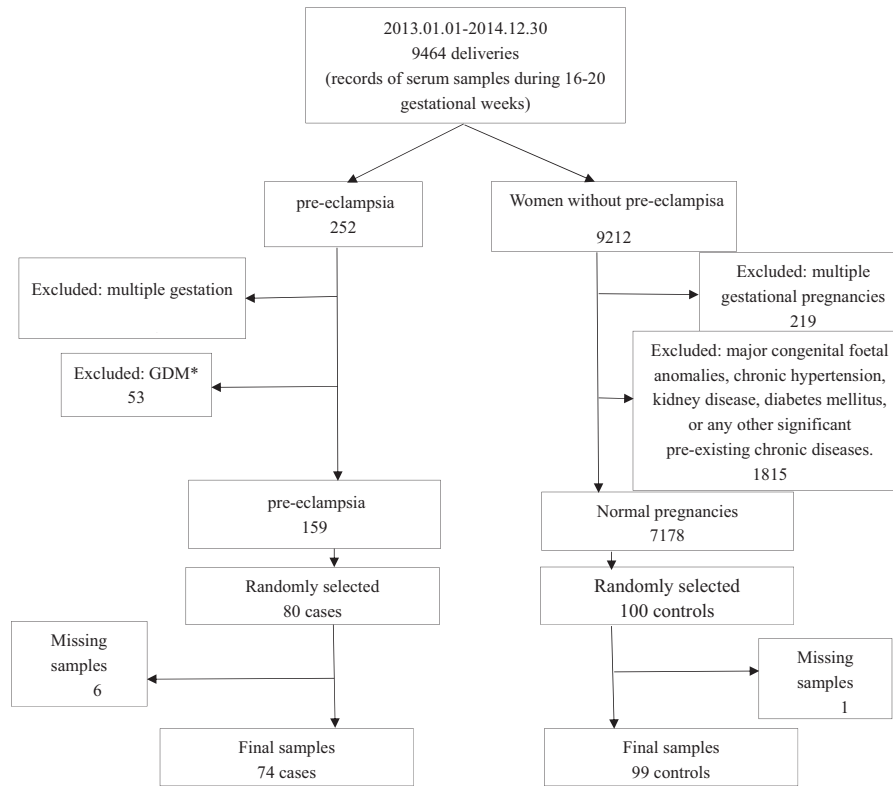 2013.01.01-2014.12.30
9464 deliveries
(records of serum samples during 16-20
gestational weeks)
pre-eclampsia
252
Women without pre-eclampisa
9212
Excluded: multiple gestation
Excluded: multiple
gestational pregnancies
219
Excluded: GDM*
53
Excluded: major congenital foetal
anomalies, chronic hypertension,
kidney disease, diabetes mellitus,
or any other significant
pre-existing chronic diseases.
1815
pre-eclampsia
159
Normal pregnancies
7178
Randomly selected
80 cases
Randomly selected
100 controls
Missing
samples
6
Missing
samples
1
Final samples
74 cases
Final samples
99 controls